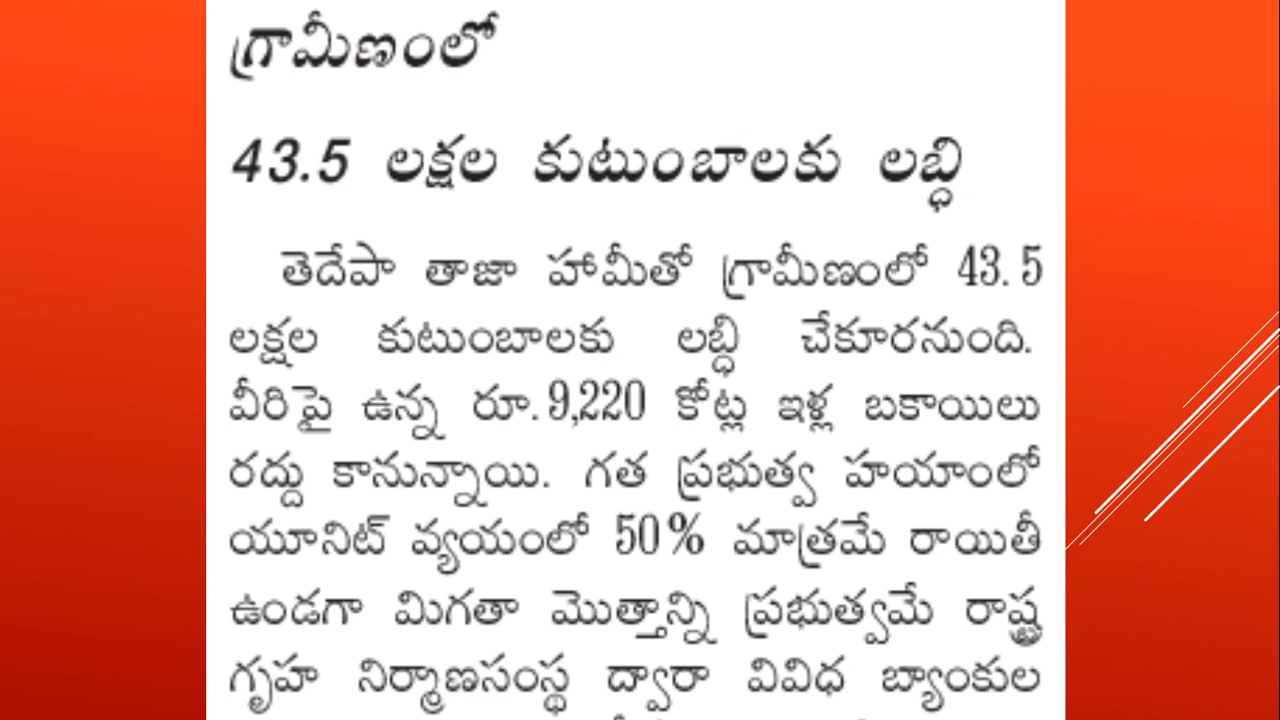 గ్రామీణంలో
43.5 లక్షల కుటుంబాలకు లబ్ధి
తెదేపా తాజా హామీతో గ్రామీణంలో 43.5
లక్షల కుటుంబాలకు లబ్ధి చేకూరనుంది.
వీరిపై ఉన్న రూ.9,220 కోట్ల ఇళ్ల బకాయిలు
రద్దు కానున్నాయి. గత ప్రభుత్వ హయాంలో
యూనిట్ వ్యయంలో 50% మాత్రమే రాయితీ
ఉండగా మిగతా మొత్తాన్ని ప్రభుత్వమే రాష్ట్ర
గృహ నిర్మాణసంస్థ ద్వారా వివిధ బ్యాంకుల